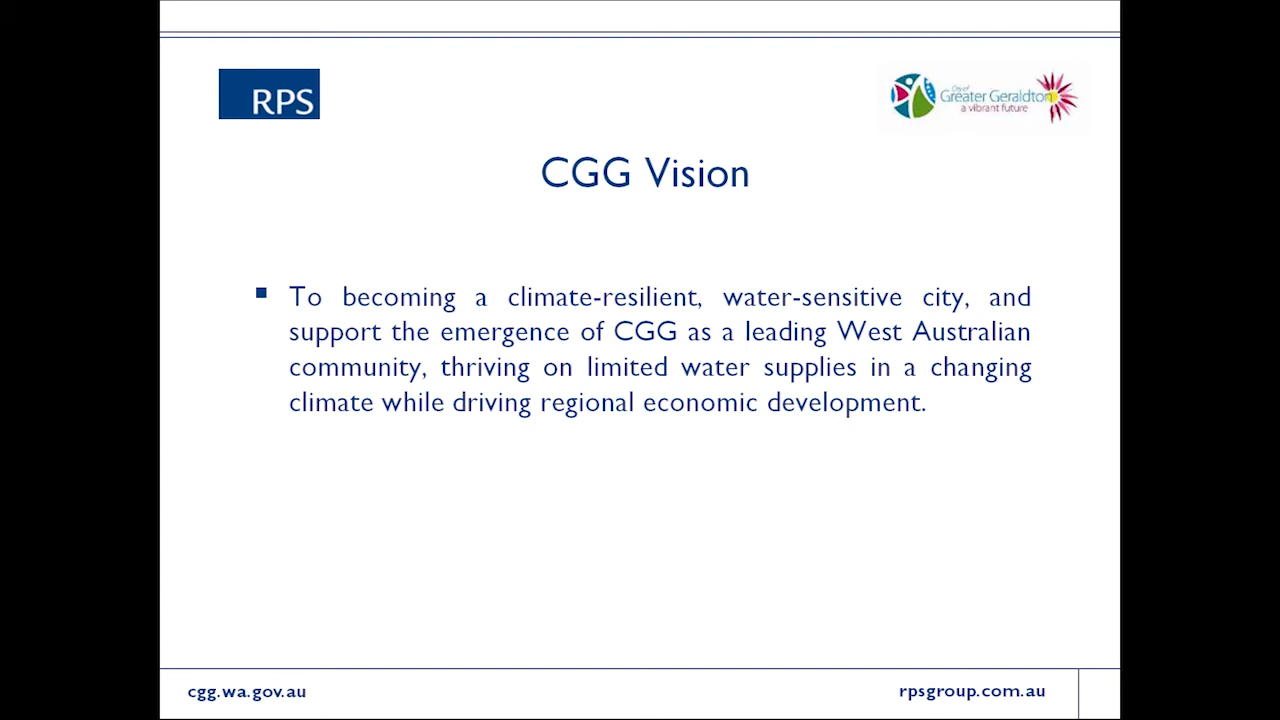 RPS
City of
Greater Geraldton
a vibrant future
CGG Vision
To becoming a climate-resilient, water-sensitive city, and
support the emergence of CGG as a leading West Australian
community, thriving on limited water supplies in a changing
climate while driving regional economic development.
cgg.wa.gov.au
rpsgroup.com.au